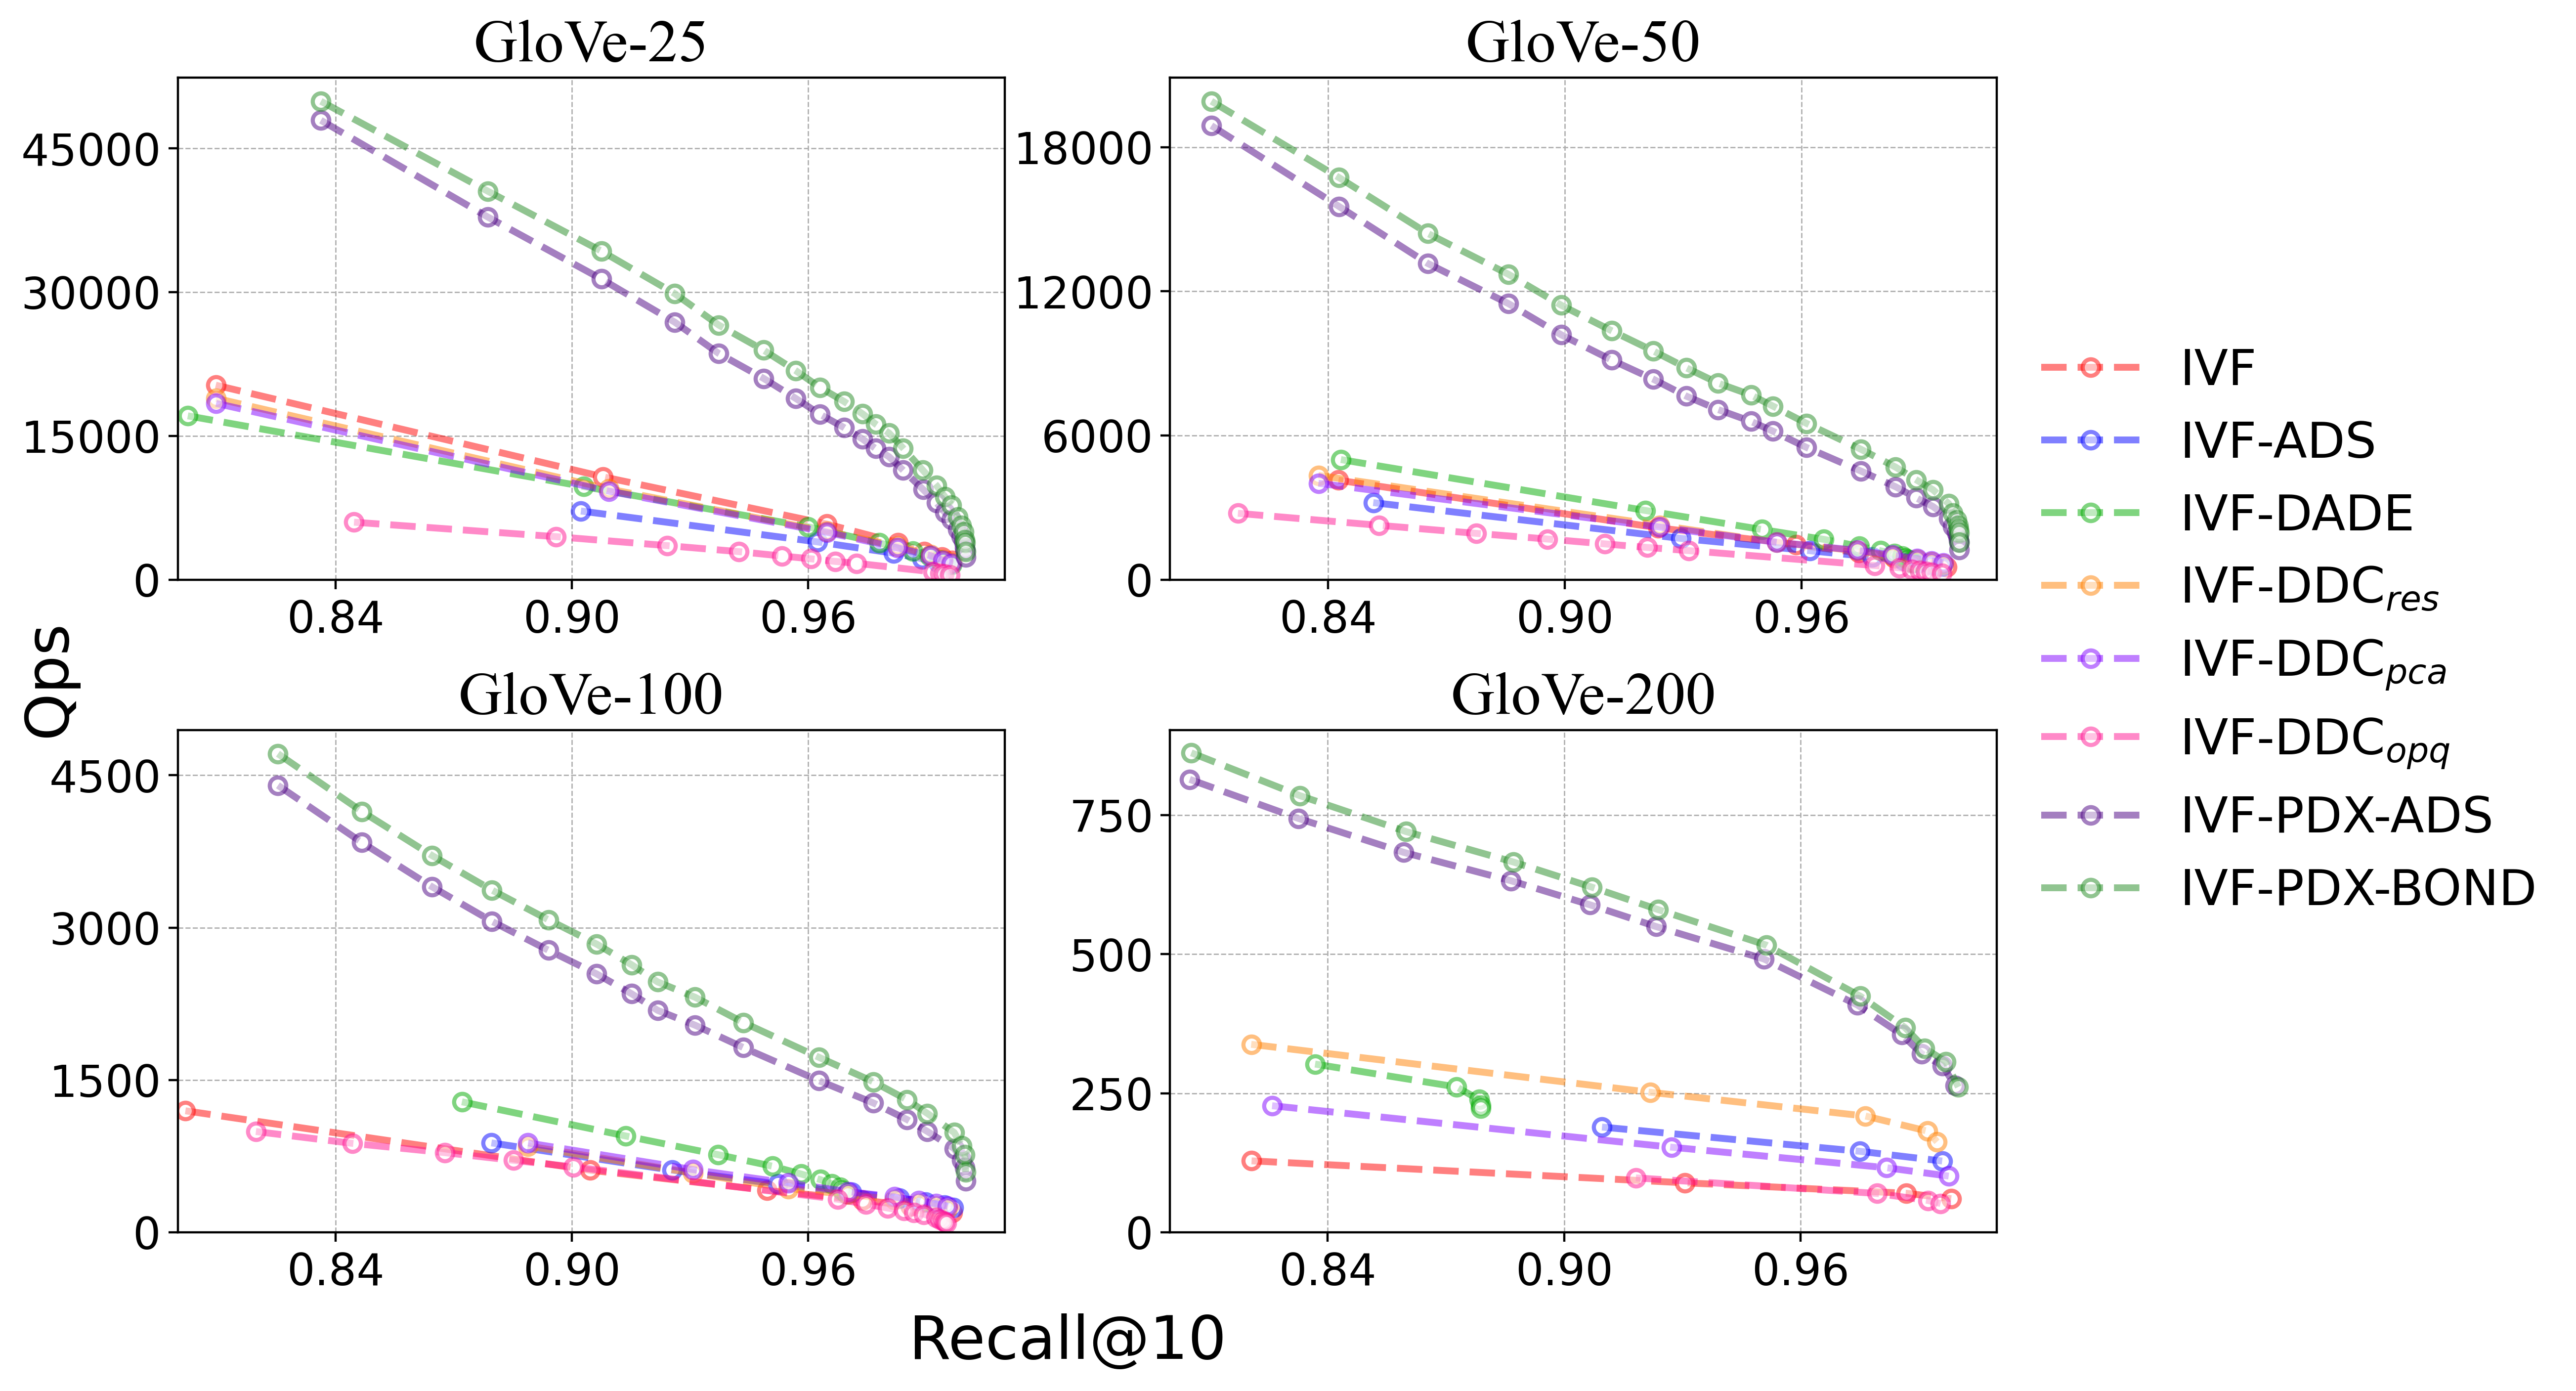 GloVe-25
45000
30000
15000
0
0.84 0.90 0.96
GloVe-50
18000
12000
6000
0
0.84 0.90 0.96
Qps
GloVe-100
4500
3000
1500
0
0.84 0.90 0.96
GloVe-200
750
500
250
0
0.84 0.90 0.96
Recall@10
IVF
IVF-ADS
IVF-DADE
IVF-DDCres
IVF-DDCpca
IVF-DDCopq
IVF-PDX-ADS
IVF-PDX-BOND